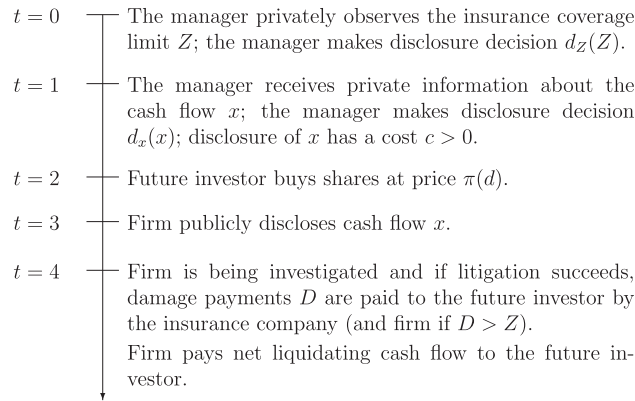 t = 0 The manager privately observes the insurance coverage
limit Z; the manager makes disclosure decision d_Z(Z).
t = 1 The manager receives private information about the
cash flow x; the manager makes disclosure decision
d_x(x); disclosure of x has a cost c > 0.
t = 2 Future investor buys shares at price π(d).
t = 3 Firm publicly discloses cash flow x.
t = 4 Firm is being investigated and if litigation succeeds,
damage payments D are paid to the future investor by
the insurance company (and firm if D > Z).
Firm pays net liquidating cash flow to the future in-
vestor.